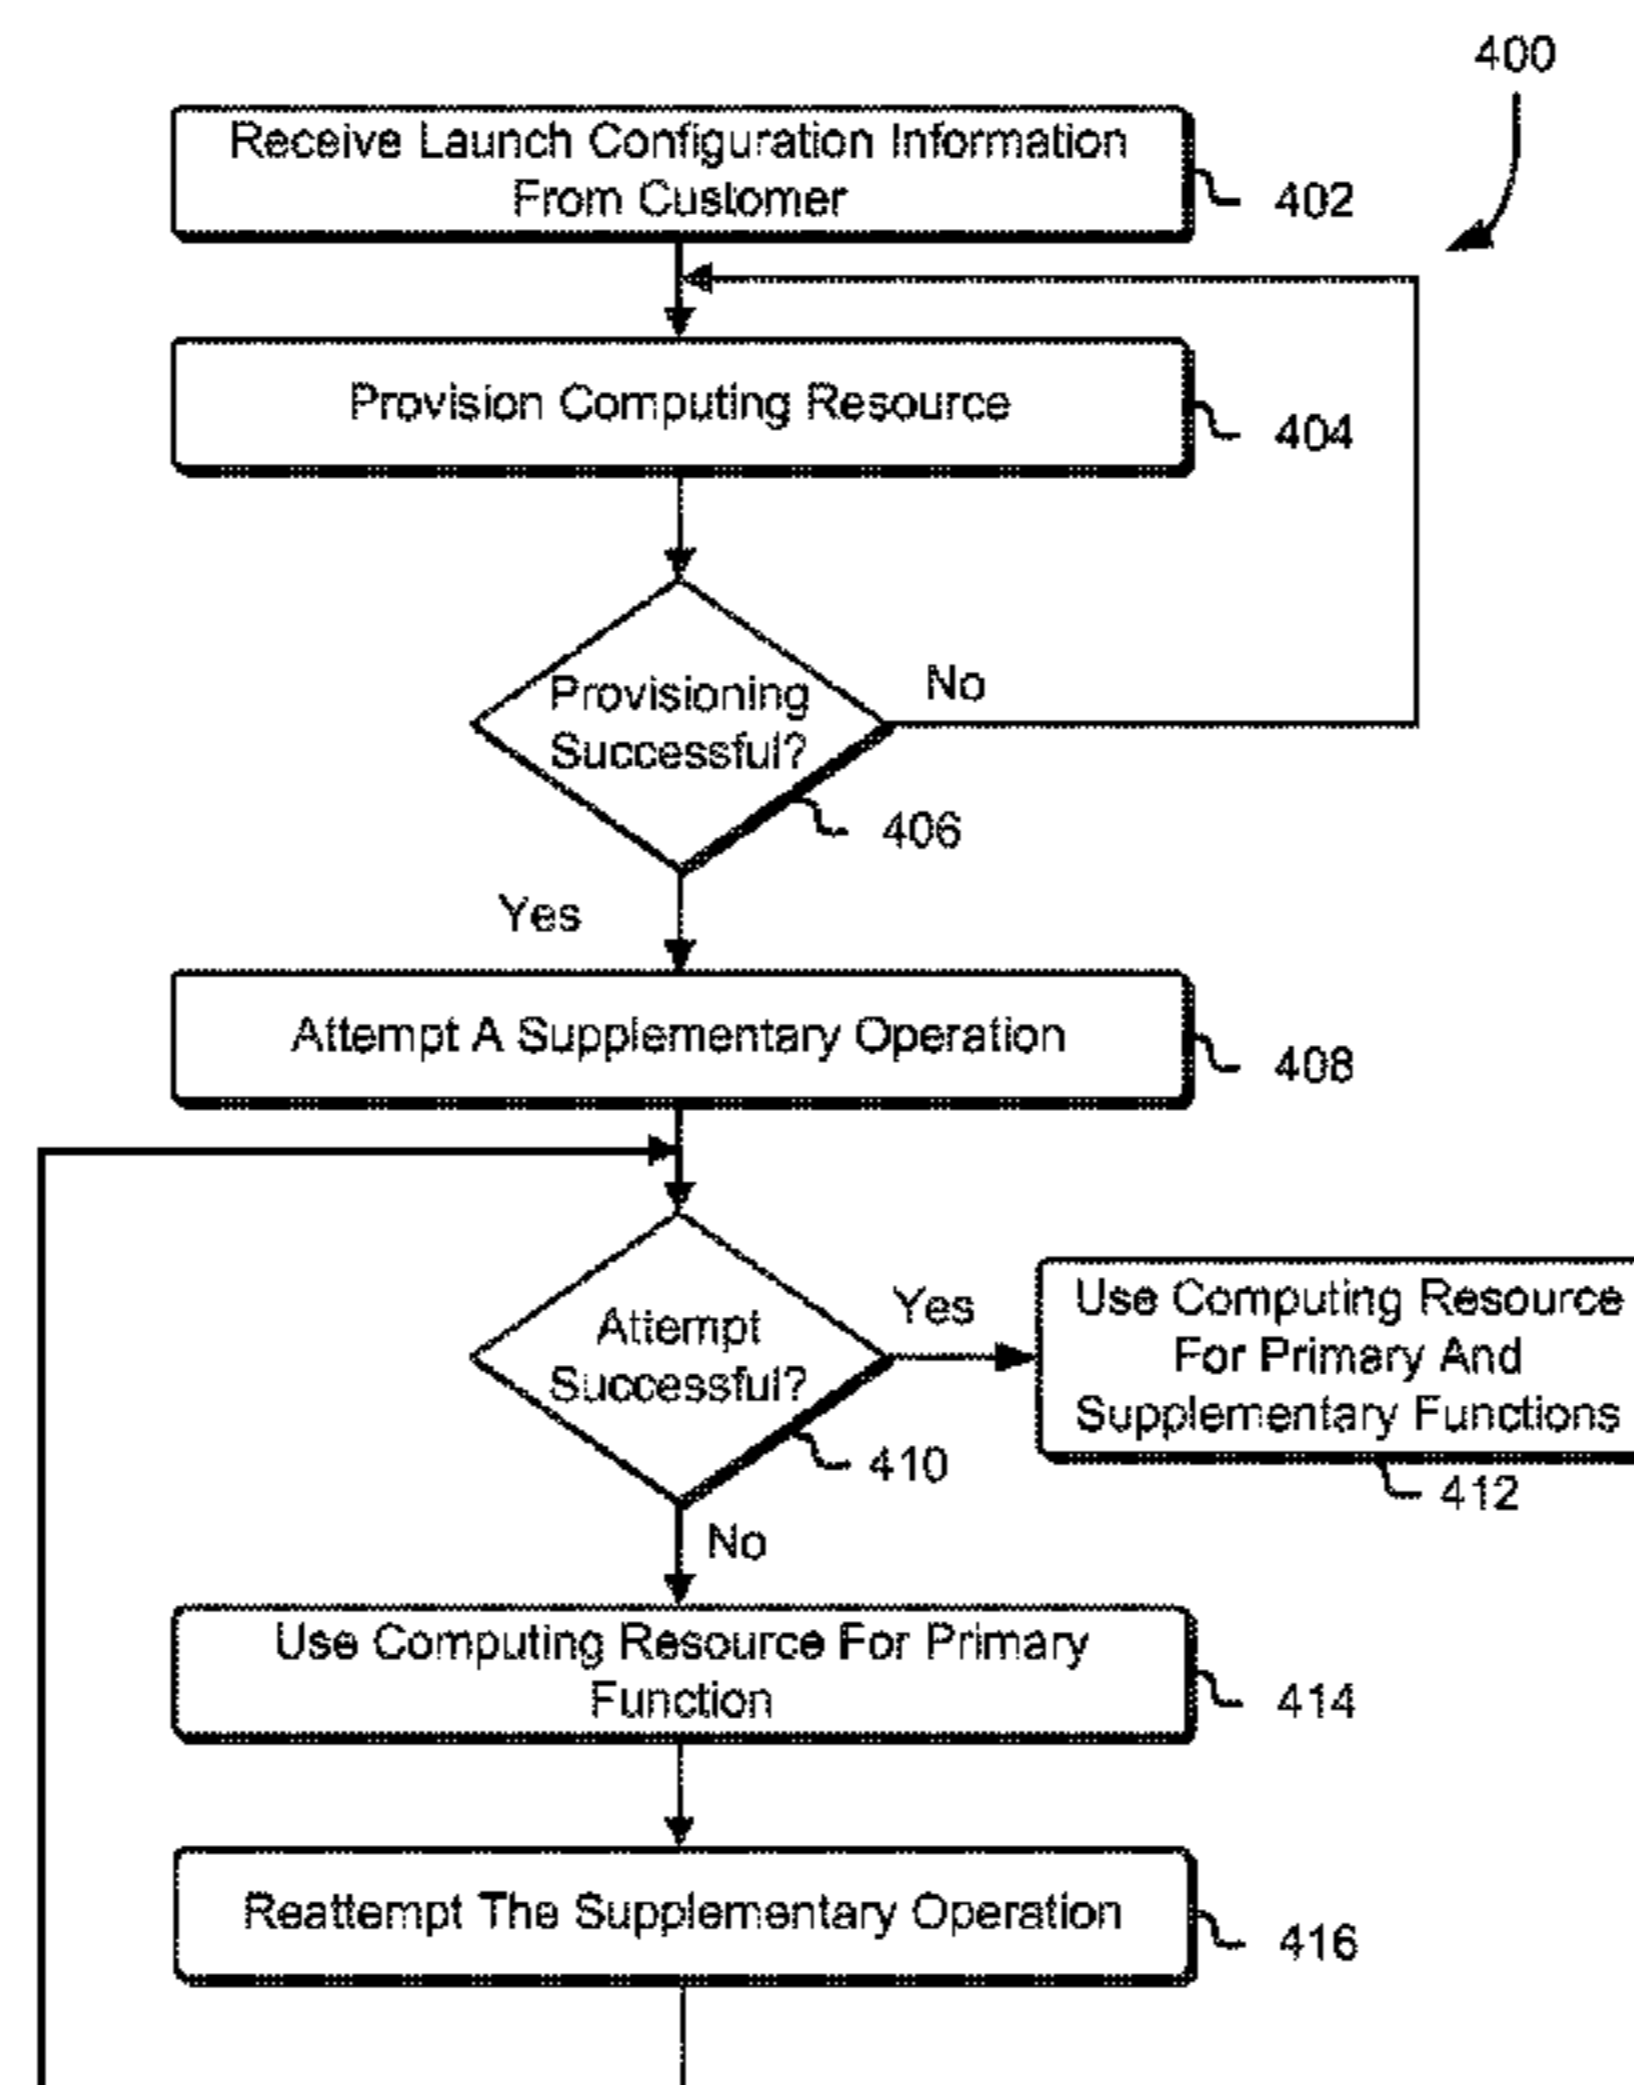 400
Receive Launch Configuration Information
From Customer
402
Provision Computing Resource
404
Provisioning
Successful?
No
406
Yes
Attempt A Supplementary Operation
408
Attempt
Successful?
Yes
410
Use Computing Resource
For Primary And
Supplementary Functions
412
No
Use Computing Resource For Primary
Function
414
Reattempt The Supplementary Operation
416